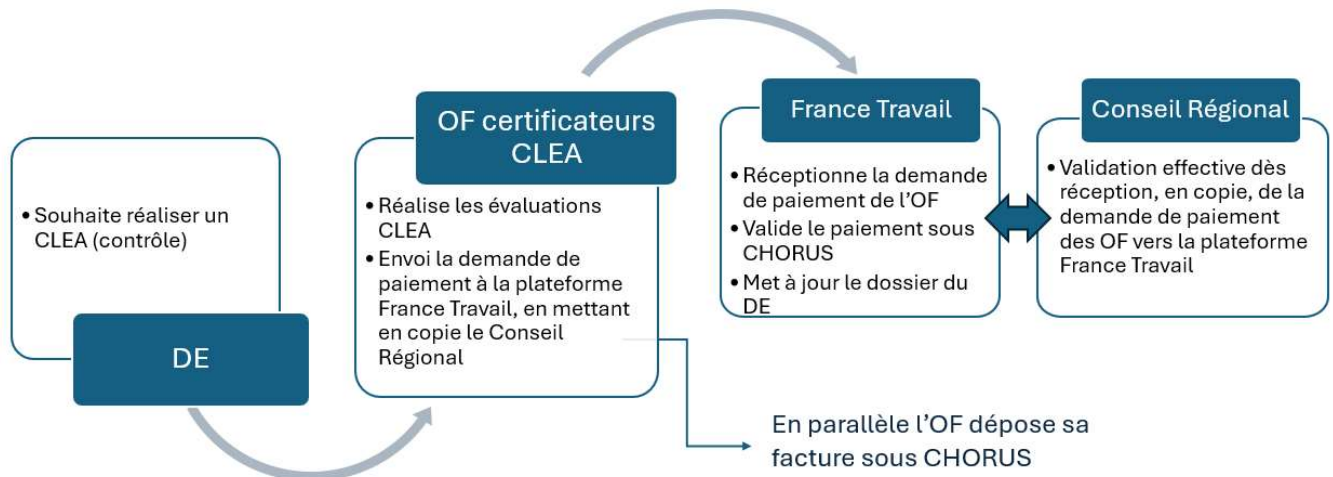 • Souhaite réaliser un
CLEA (contrôle)
DE
OF certificateurs
CLEA
• Réalise les évaluations
CLEA
• Envoi la demande de
paiement à la plateforme
France Travail, en mettant
en copie le Conseil
Régional
France Travail
• Réceptionne la demande
de paiement de l’OF
• Valide le paiement sous
CHORUS
• Met à jour le dossier du
DE
Conseil Régional
• Validation effective dès
réception, en copie, de la
demande de paiement
des OF vers la plateforme
France Travail
En parallèle l’OF dépose sa
facture sous CHORUS